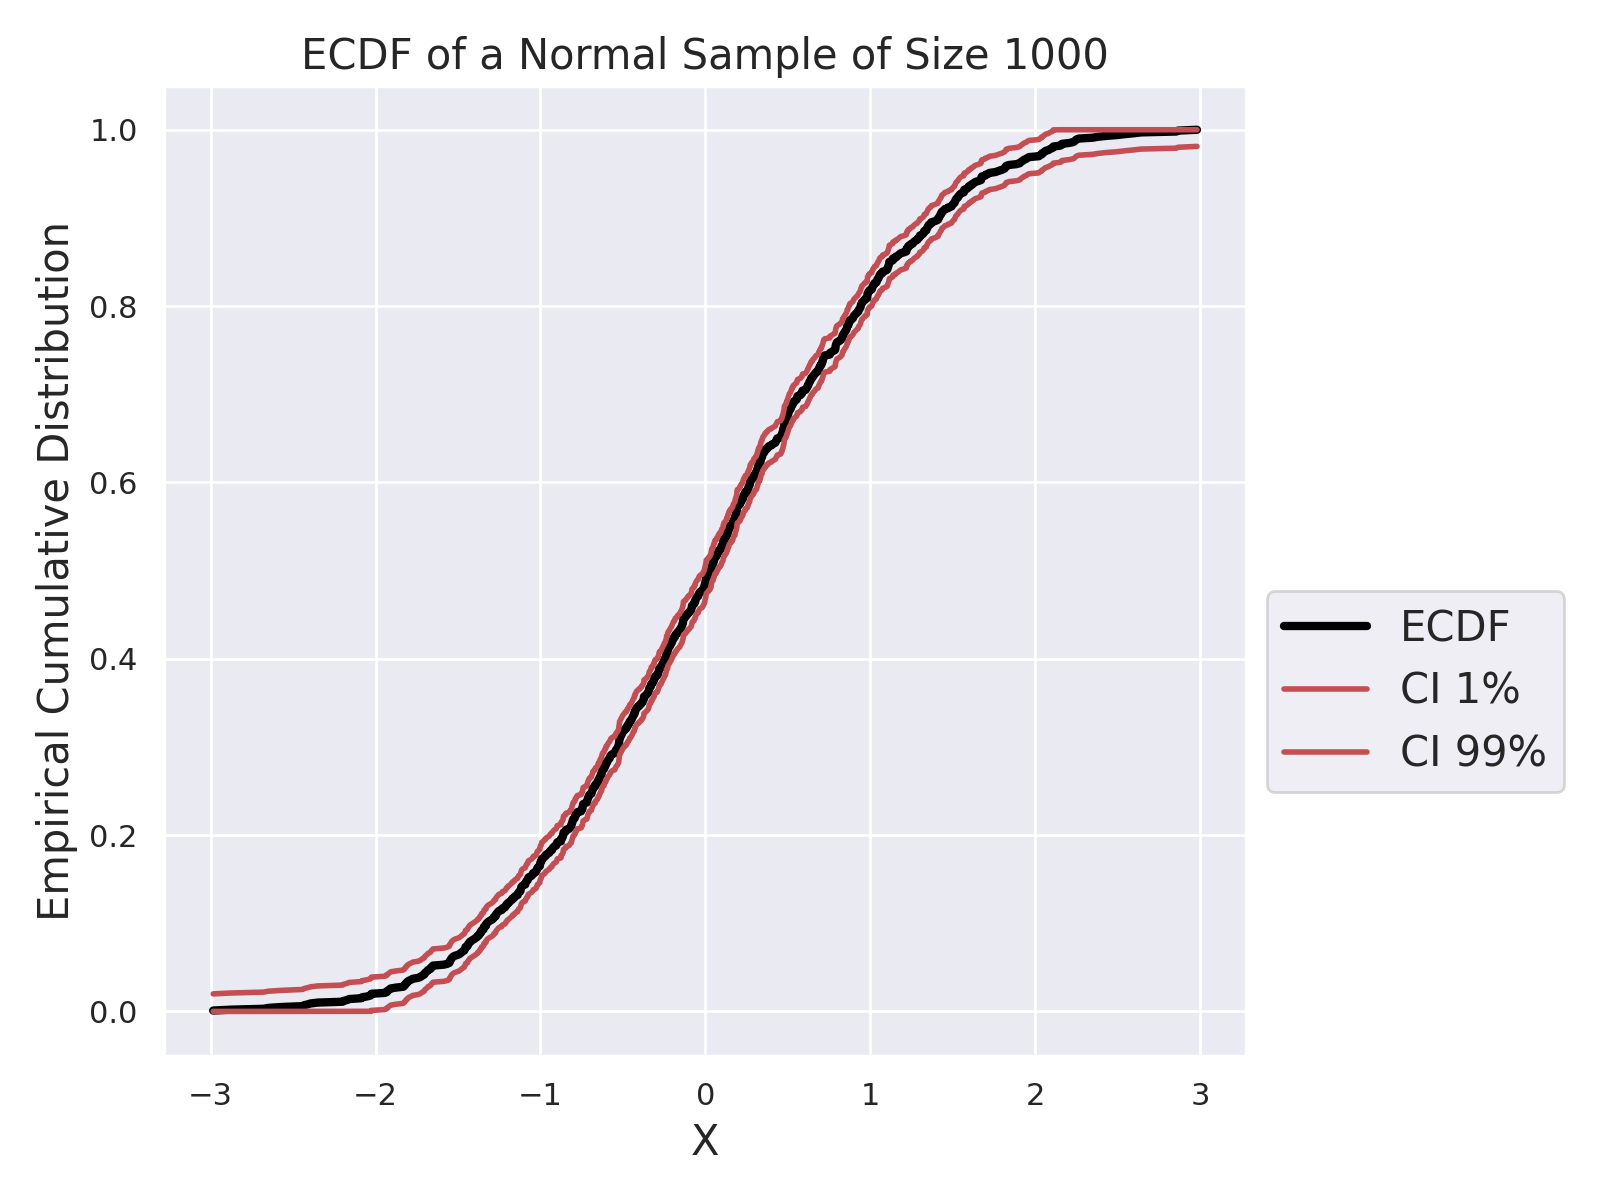 ECDF of a Normal Sample of Size 1000
1.0
0.8
0.6
0.4
0.2
0.0
Empirical Cumulative Distribution
−3 −2 −1 0 1 2 3
X
ECDF
CI 1%
CI 99%